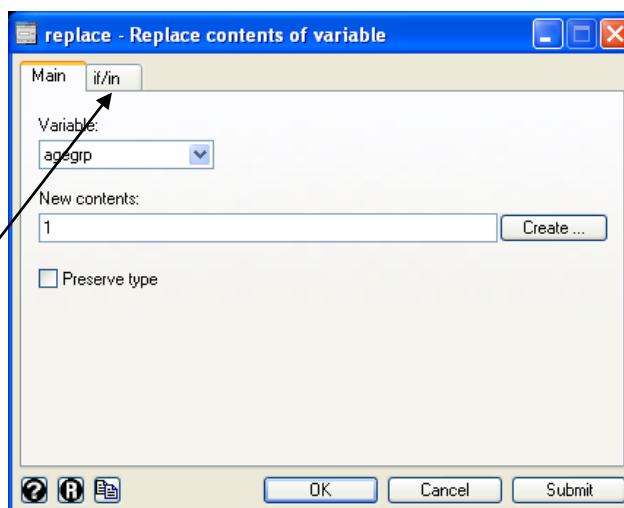 replace - Replace contents of variable
Main if/in
Variable:
agegrp
New contents:
1 Create ...
Preserve type
? R OK Cancel Submit